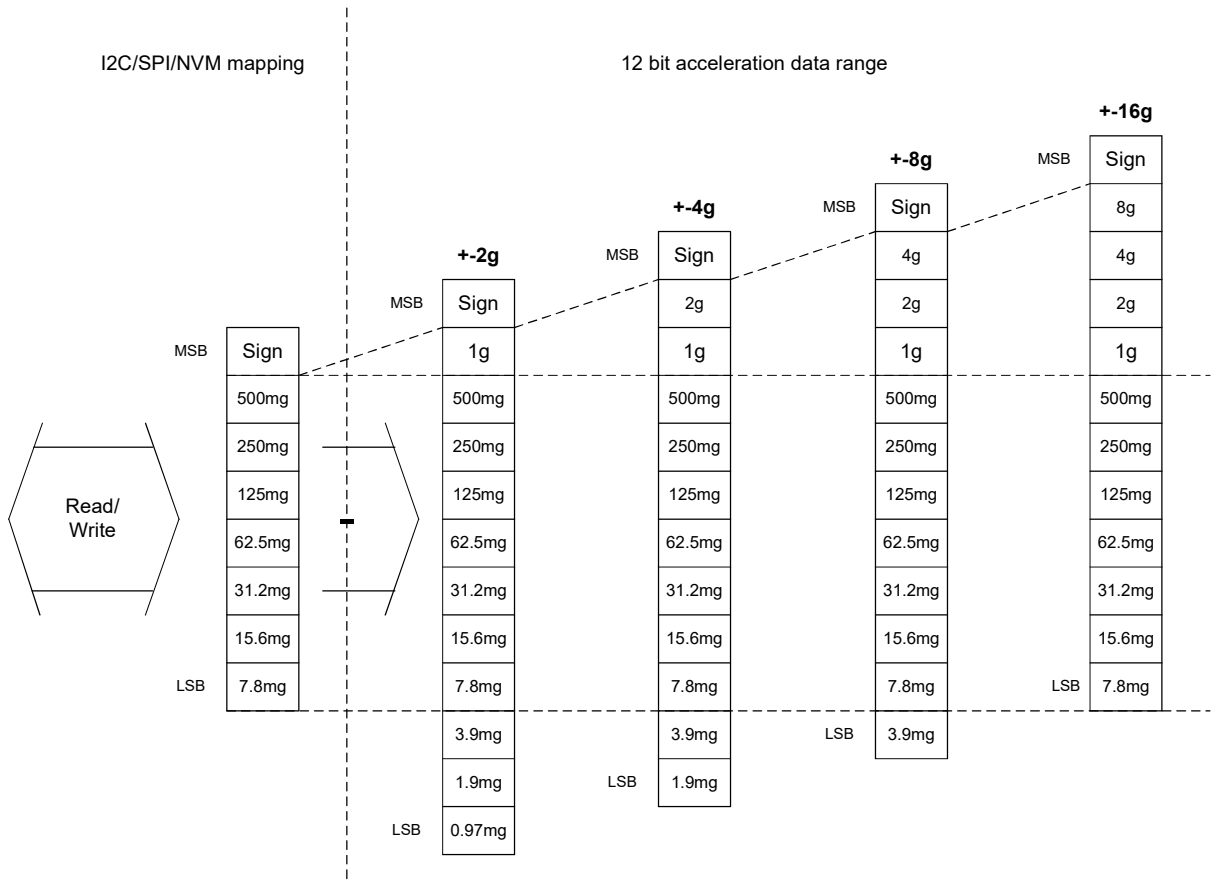 I2C/SPI/NVM mapping
12 bit acceleration data range
Read/
Write
MSB
Sign
500mg
250mg
125mg
62.5mg
31.2mg
15.6mg
LSB
7.8mg
+-2g
MSB
Sign
1g
500mg
250mg
125mg
62.5mg
31.2mg
15.6mg
7.8mg
3.9mg
1.9mg
LSB
0.97mg
+-4g
MSB
Sign
2g
1g
500mg
250mg
125mg
62.5mg
31.2mg
15.6mg
7.8mg
3.9mg
LSB
1.9mg
+-8g
MSB
Sign
4g
2g
1g
500mg
250mg
125mg
62.5mg
31.2mg
15.6mg
7.8mg
LSB
3.9mg
+-16g
MSB
Sign
8g
4g
2g
1g
500mg
250mg
125mg
62.5mg
31.2mg
15.6mg
LSB
7.8mg